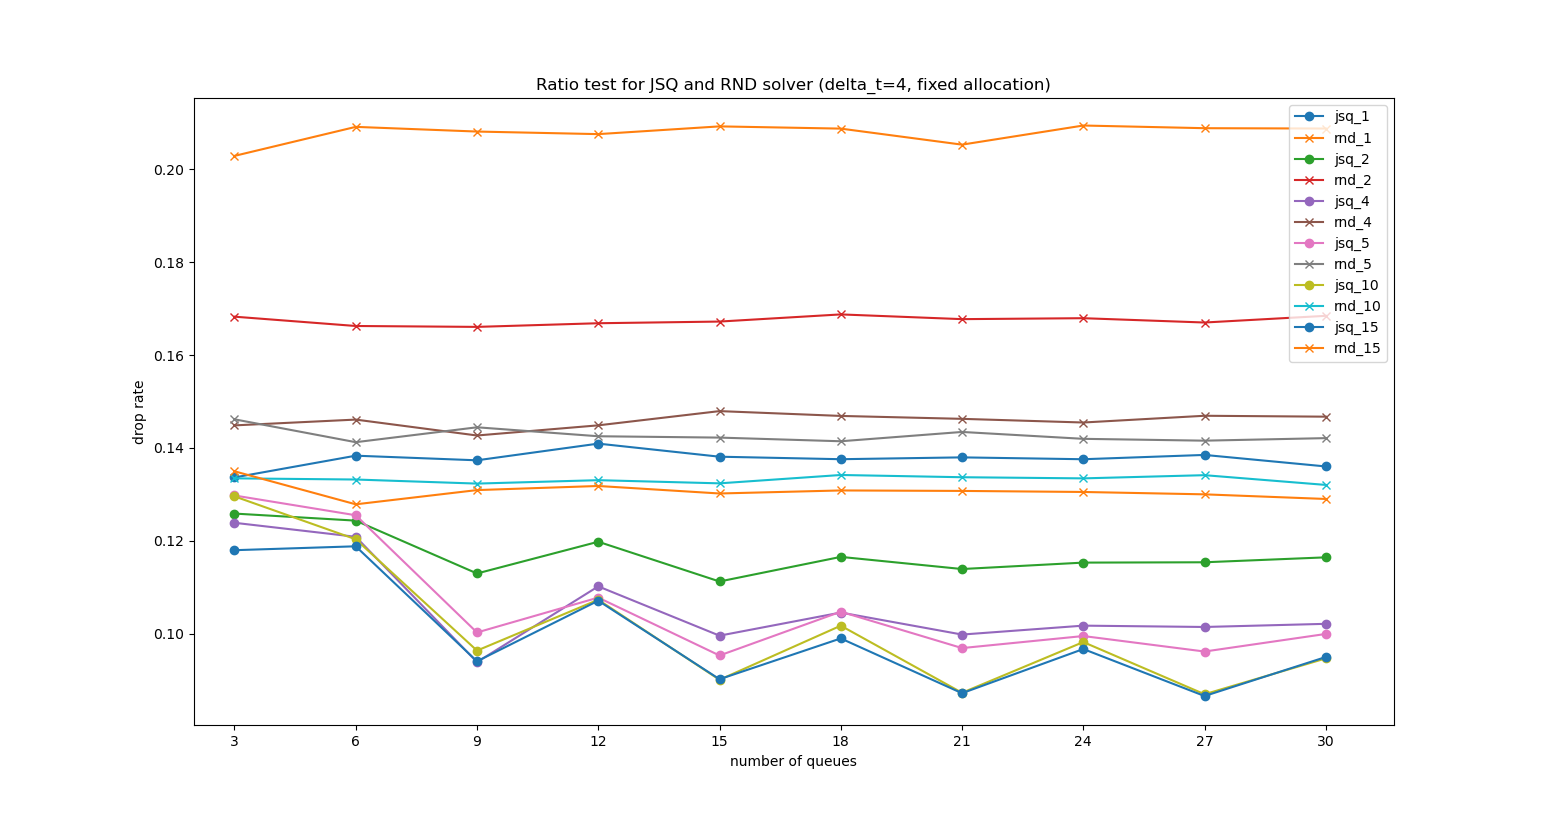 Ratio test for JSQ and RND solver (delta_t=4, fixed allocation)
jsq_1
rnd_1
jsq_2
rnd_2
jsq_4
rnd_4
jsq_5
rnd_5
jsq_10
rnd_10
jsq_15
rnd_15
drop rate
0.20
0.18
0.16
0.14
0.12
0.10
3 6 9 12 15 18 21 24 27 30
number of queues